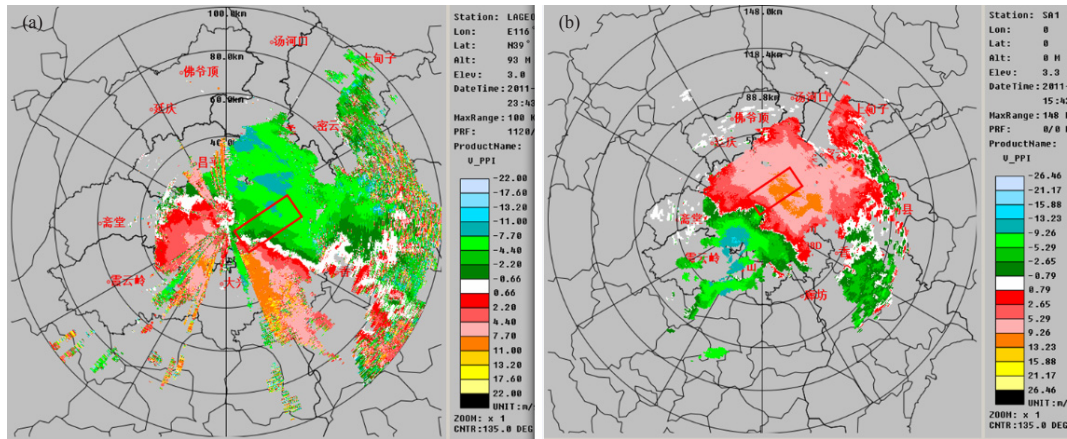 (a)
100.0km
80.0km
60.0km
汤河口
上甸子
佛爷顶
延庆
密云
昌平
斋堂
霞云岭
Station: LAGEO
Lon: E116°
Lat: N39°
Alt: 93 M
Elev: 3.0
DateTime: 2011-
23:43
MaxRange: 100 K
PRF: 1120/
ProductName:
V_PPI
-22.00
-17.60
-13.20
-11.00
-7.70
-4.40
-2.20
-0.66
0.66
2.20
4.40
7.70
11.00
13.20
17.60
22.00
UNIT:m/
ZOOM: x 1
CNTR:135.0 DEG
(b)
148.0km
118.4km
88.8km
汤河口
上甸子
佛爷顶
延庆
斋堂
霞云岭
廊坊
Station: SA1
Lon: 0
Lat: 0
Alt: 0 M
Elev: 3.3
DateTime: 2011-
15:42
MaxRange: 148
PRF: 0/0
ProductName:
V_PPI
-26.46
-21.17
-15.88
-13.23
-9.26
-5.29
-2.65
-0.79
0.79
2.65
5.29
9.26
13.23
15.88
21.17
26.46
UNIT:m/
ZOOM: x 1
CNTR:135.0 DEG